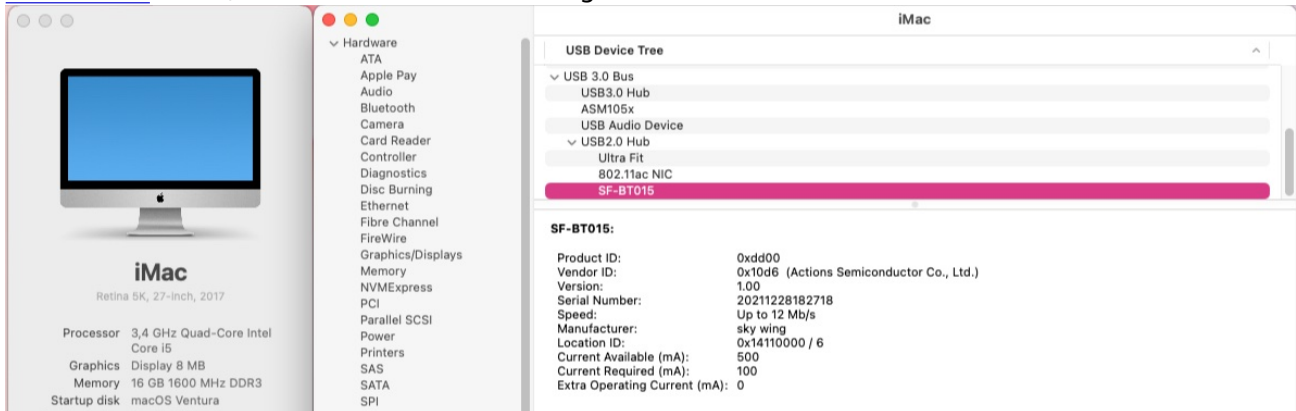 iMac
Retina 5K, 27-inch, 2017
Processor 3,4 GHz Quad-Core Intel
Core i5
Graphics Display 8 MB
Memory 16 GB 1600 MHz DDR3
Startup disk macOS Ventura
Hardware
ATA
Apple Pay
Audio
Bluetooth
Camera
Card Reader
Controller
Diagnostics
Disc Burning
Ethernet
Fibre Channel
FireWire
Graphics/Displays
Memory
NVMExpress
PCI
Parallel SCSI
Power
Printers
SAS
SATA
SPI
iMac
USB Device Tree
USB 3.0 Bus
USB3.0 Hub
ASM105x
USB Audio Device
USB2.0 Hub
Ultra Fit
802.11ac NIC
SF-BT015
SF-BT015:
Product ID: 0xdd00
Vendor ID: 0x10d6 (Actions Semiconductor Co., Ltd.)
Version: 1.00
Serial Number: 20211228182718
Speed: Up to 12 Mb/s
Manufacturer: sky wing
Location ID: 0x14110000 / 6
Current Available (mA): 500
Current Required (mA): 100
Extra Operating Current (mA): 0